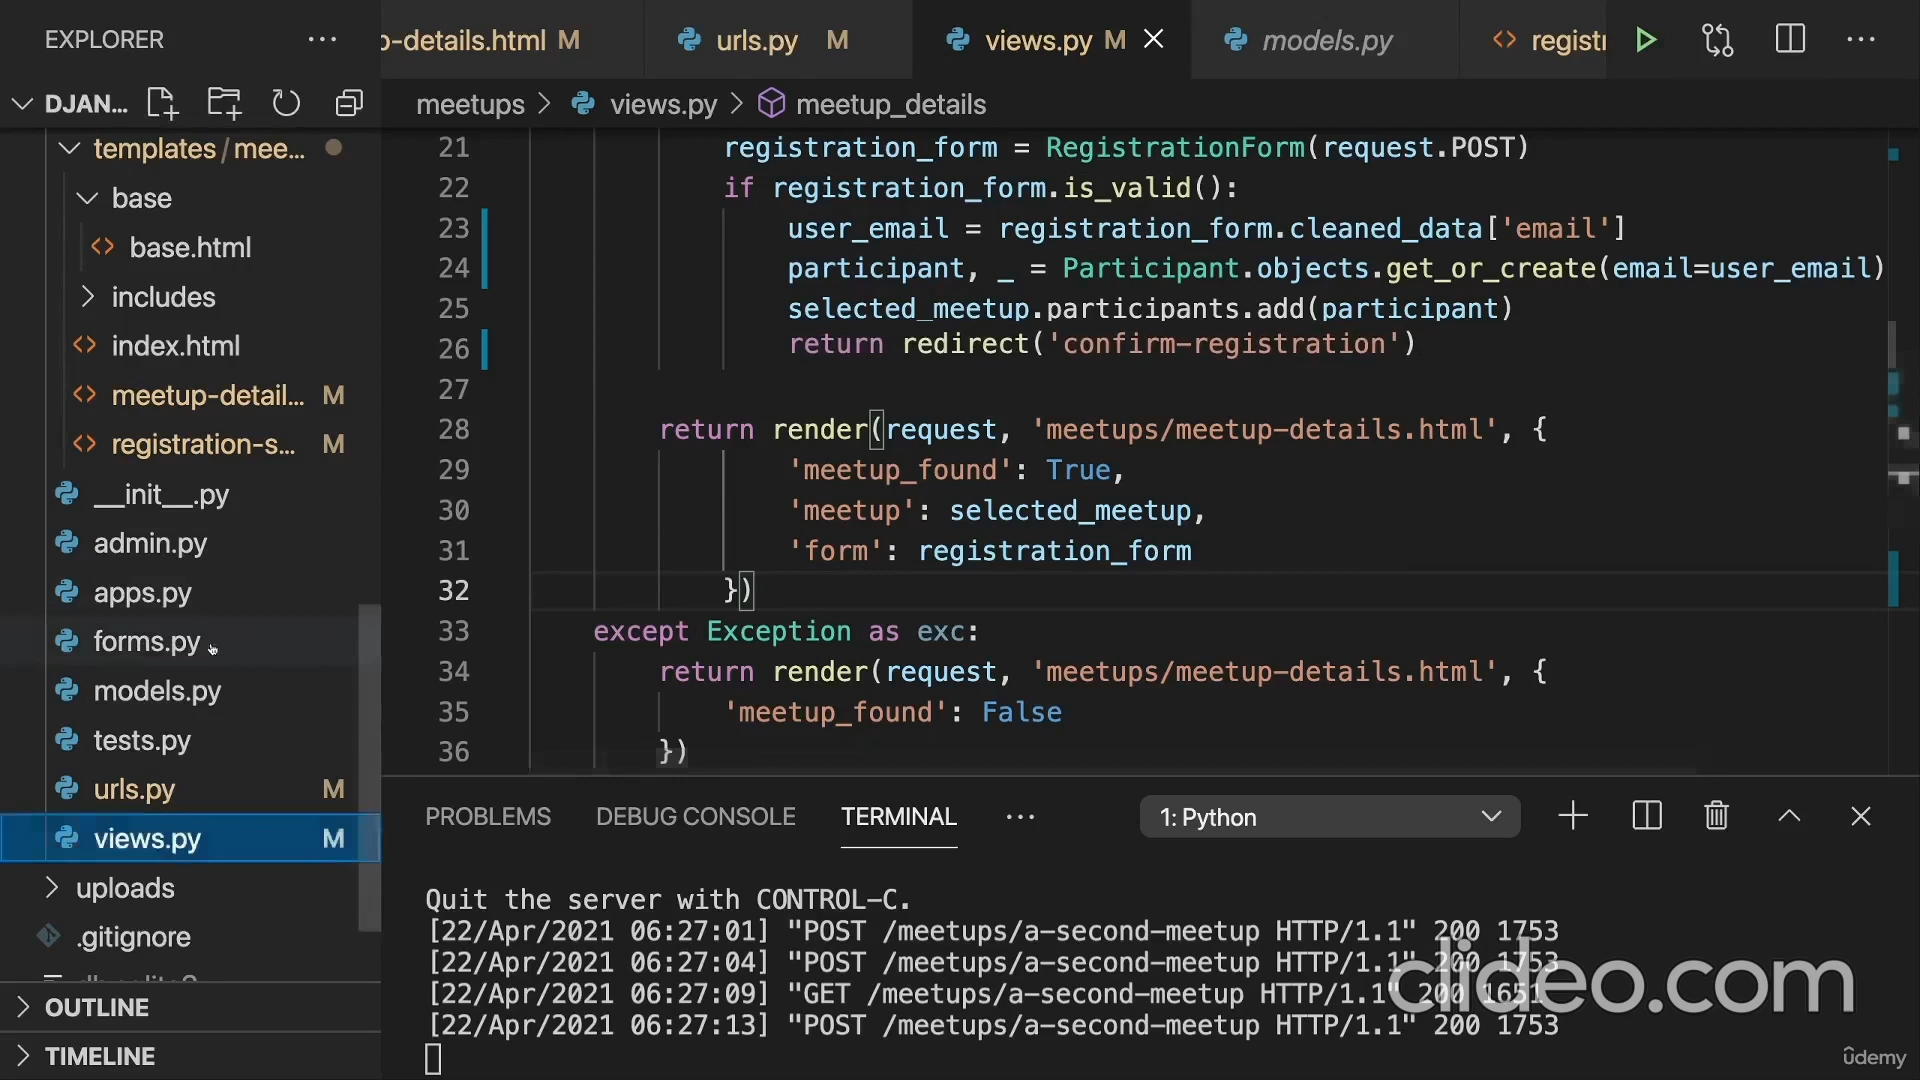 EXPLORER
DJAN...
templates/mee...
base
base.html
includes
index.html
meetup-detail... M
registration-s... M
__init__.py
admin.py
apps.py
forms.py
models.py
tests.py
urls.py M
views.py M
uploads
.gitignore
OUTLINE
TIMELINE
p-details.html M
urls.py M
views.py M
models.py
registr
meetups > views.py > meetup_details
21 registration_form = RegistrationForm(request.POST)
22 if registration_form.is_valid():
23 user_email = registration_form.cleaned_data['email']
24 participant, _ = Participant.objects.get_or_create(email=user_email)
25 selected_meetup.participants.add(participant)
26 return redirect('confirm-registration')
27
28 return render(request, 'meetups/meetup-details.html', {
29 'meetup_found': True,
30 'meetup': selected_meetup,
31 'form': registration_form
32 })
33 except Exception as exc:
34 return render(request, 'meetups/meetup-details.html', {
35 'meetup_found': False
36 })
PROBLEMS DEBUG CONSOLE TERMINAL
1: Python
Quit the server with CONTROL-C.
[22/Apr/2021 06:27:01] "POST /meetups/a-second-meetup HTTP/1.1" 200 1753
[22/Apr/2021 06:27:04] "POST /meetups/a-second-meetup HTTP/1.1" 200 1753
[22/Apr/2021 06:27:09] "GET /meetups/a-second-meetup HTTP/1.1" 200 1651
[22/Apr/2021 06:27:13] "POST /meetups/a-second-meetup HTTP/1.1" 200 1753
clideo.com
ûdemy